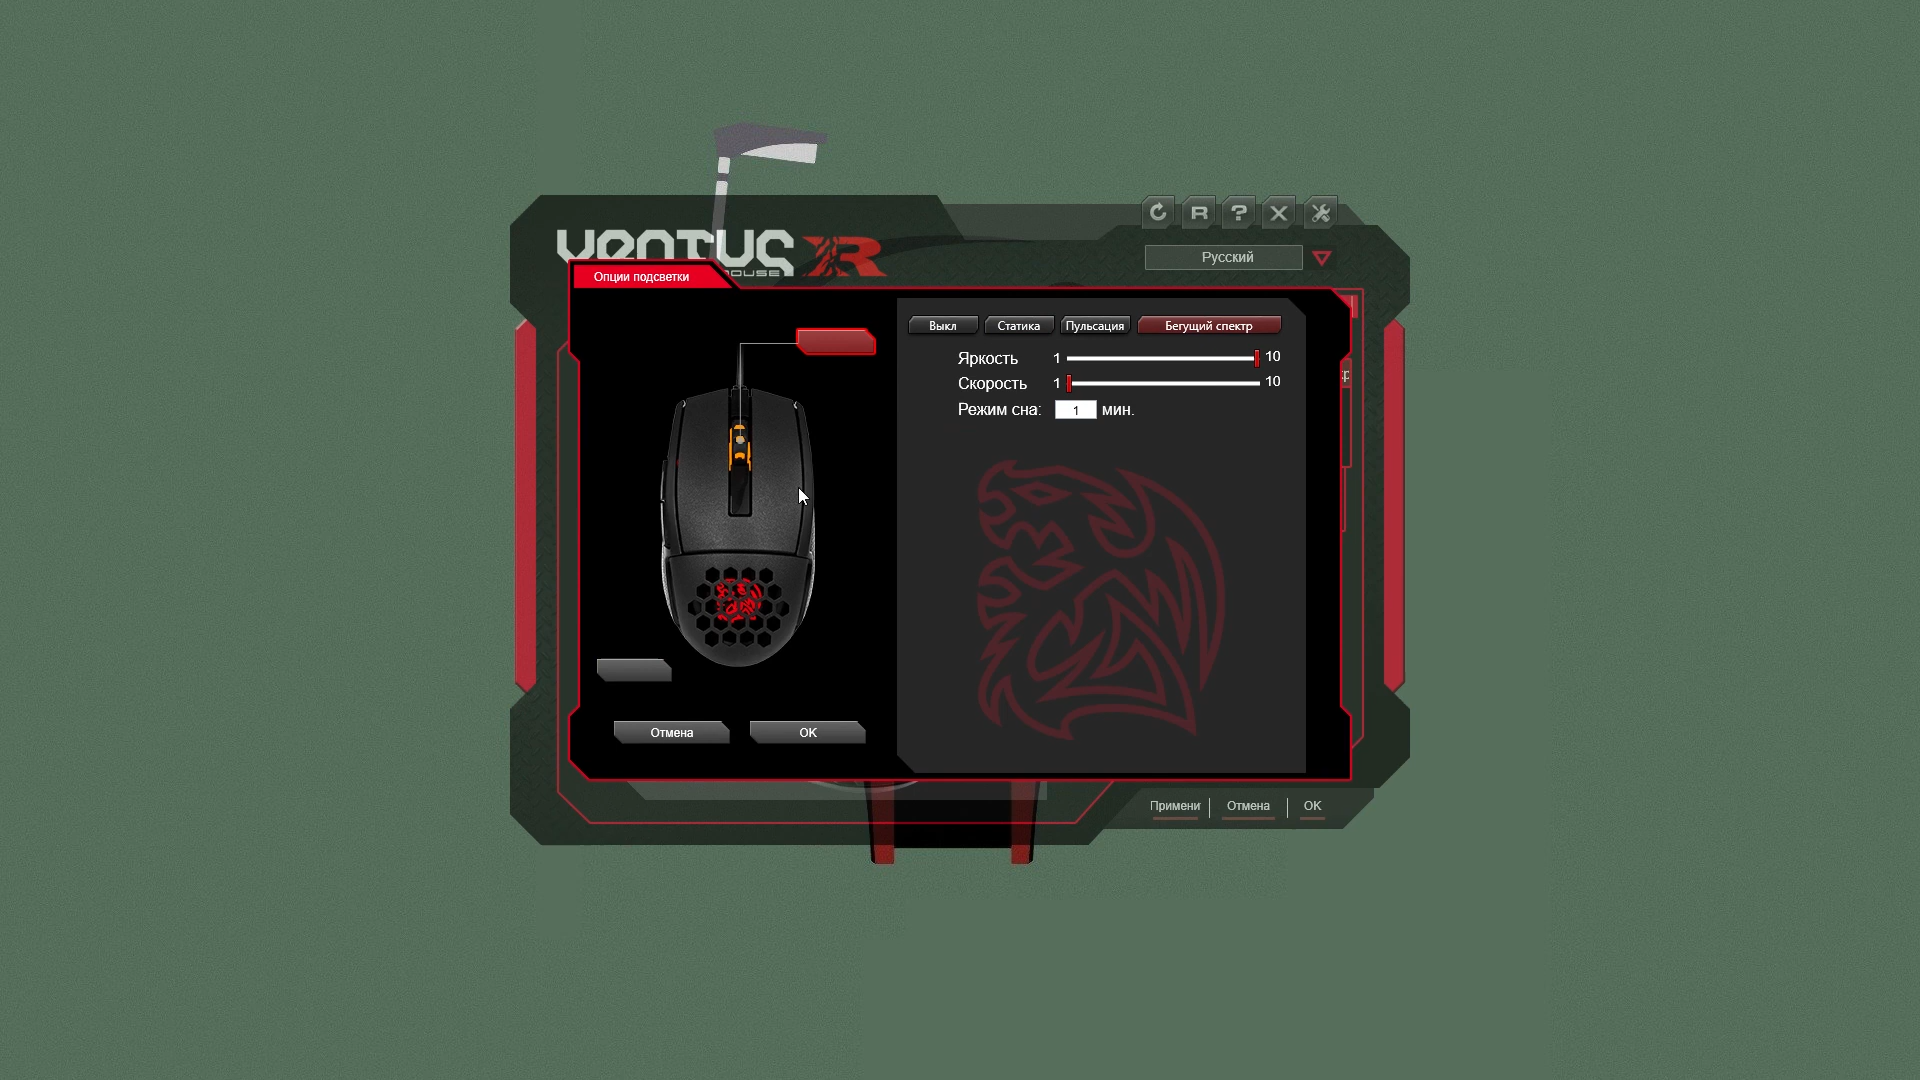 VENTUS XR
Русский
Опции подсветки
Выкл
Статика
Пульсация
Бегущий спектр
Яркость 1 10
Скорость 1 10
Режим сна: 1 мин.
Отмена
OK
Примени
Отмена
OK